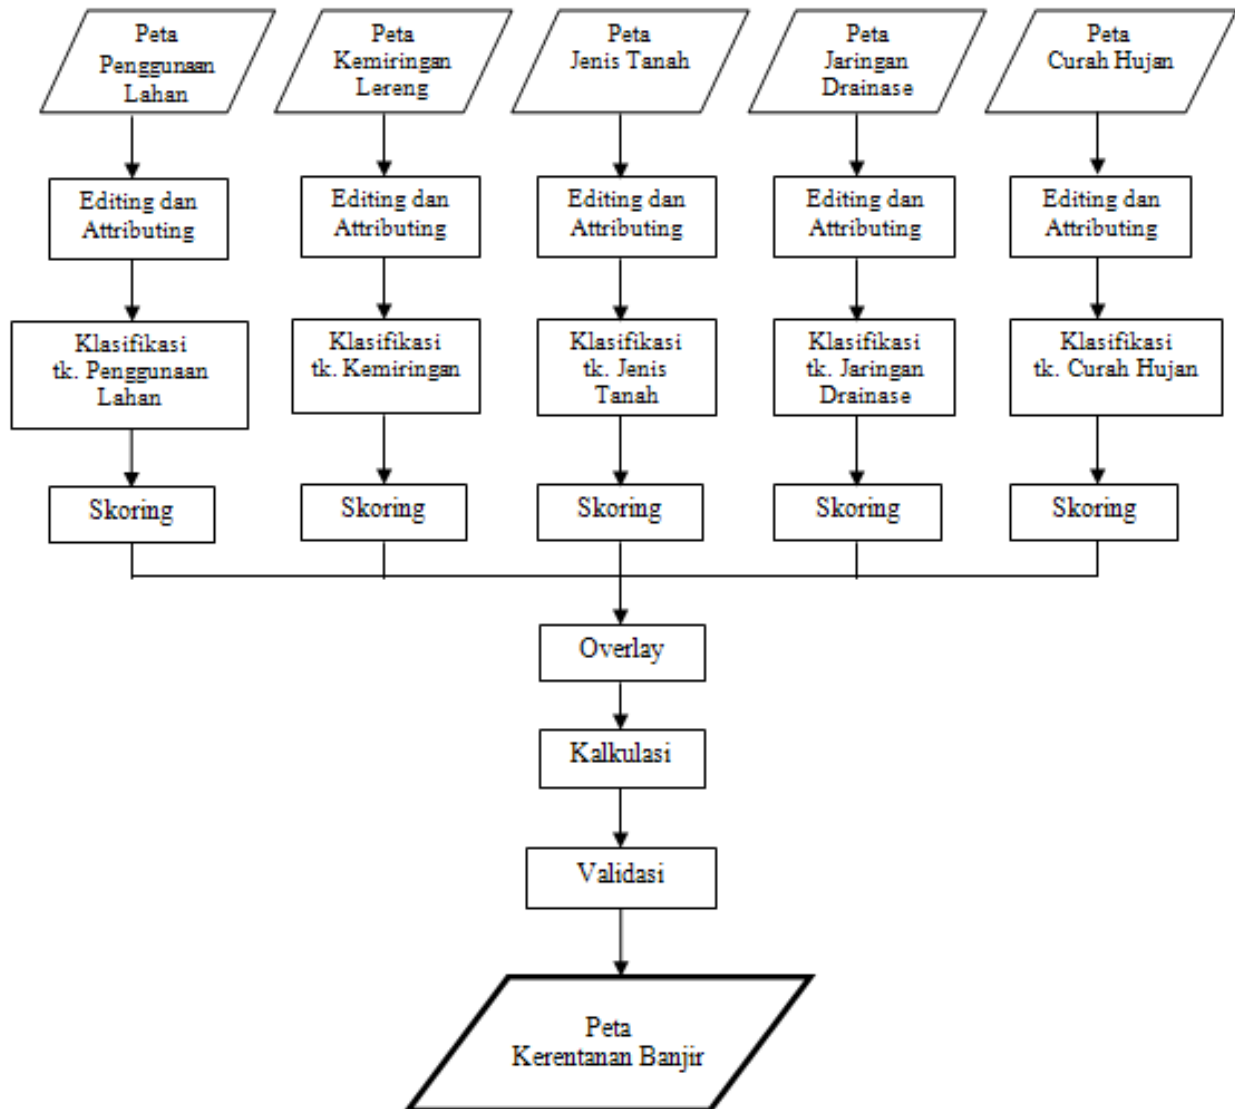 Peta
Penggunaan
Lahan
Peta
Kemiringan
Lereng
Peta
Jenis Tanah
Peta
Jaringan
Drainase
Peta
Curah Hujan
Editing dan
Attributing
Editing dan
Attributing
Editing dan
Attributing
Editing dan
Attributing
Editing dan
Attributing
Klasifikasi
tk. Penggunaan
Lahan
Klasifikasi
tk. Kemiringan
Klasifikasi
tk. Jenis
Tanah
Klasifikasi
tk. Jaringan
Drainase
Klasifikasi
tk. Curah Hujan
Skoring
Skoring
Skoring
Skoring
Skoring
Overlay
Kalkulasi
Validasi
Peta
Kerentanan Banjir